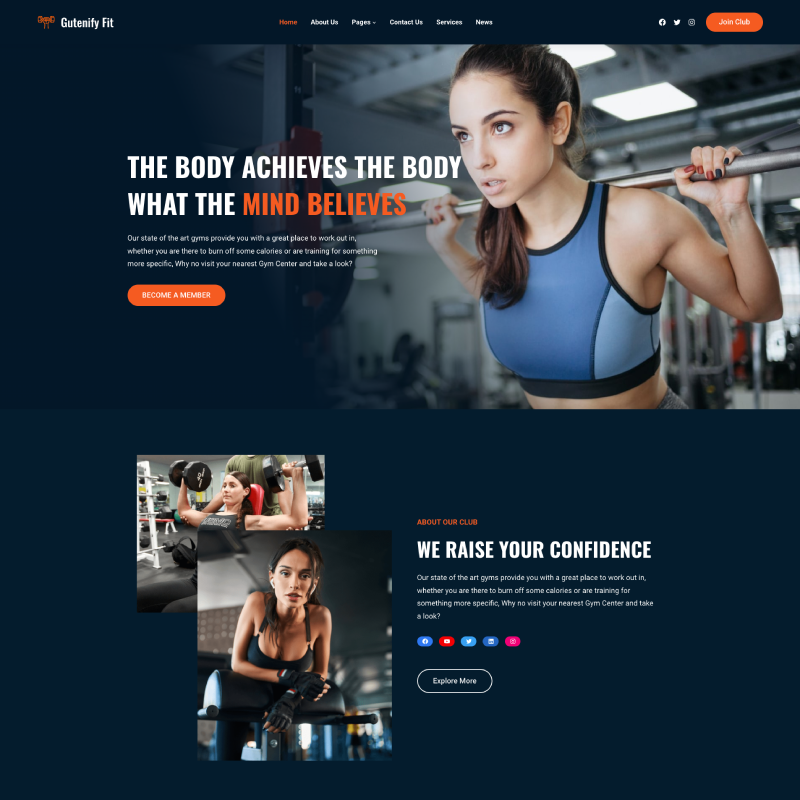 Gutenify Fit
Home About Us Pages Contact Us Services News
Join Club
THE BODY ACHIEVES THE BODY
WHAT THE MIND BELIEVES
Our state of the art gyms provide you with a great place to work out in,
whether you are there to burn off some calories or are training for something
more specific, Why no visit your nearest Gym Center and take a look?
BECOME A MEMBER
ABOUT OUR CLUB
WE RAISE YOUR CONFIDENCE
Our state of the art gyms provide you with a great place to work out in,
whether you are there to burn off some calories or are training for
something more specific, Why no visit your nearest Gym Center and take
a look?
Explore More